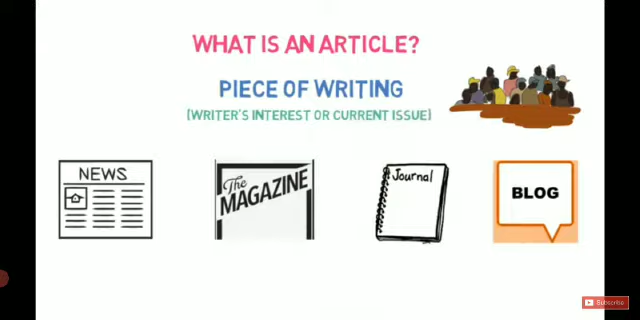 WHAT IS AN ARTICLE?
PIECE OF WRITING
(WRITER'S INTEREST OR CURRENT ISSUE)
NEWS
The
MAGAZINE
Journal
BLOG
Subscribe